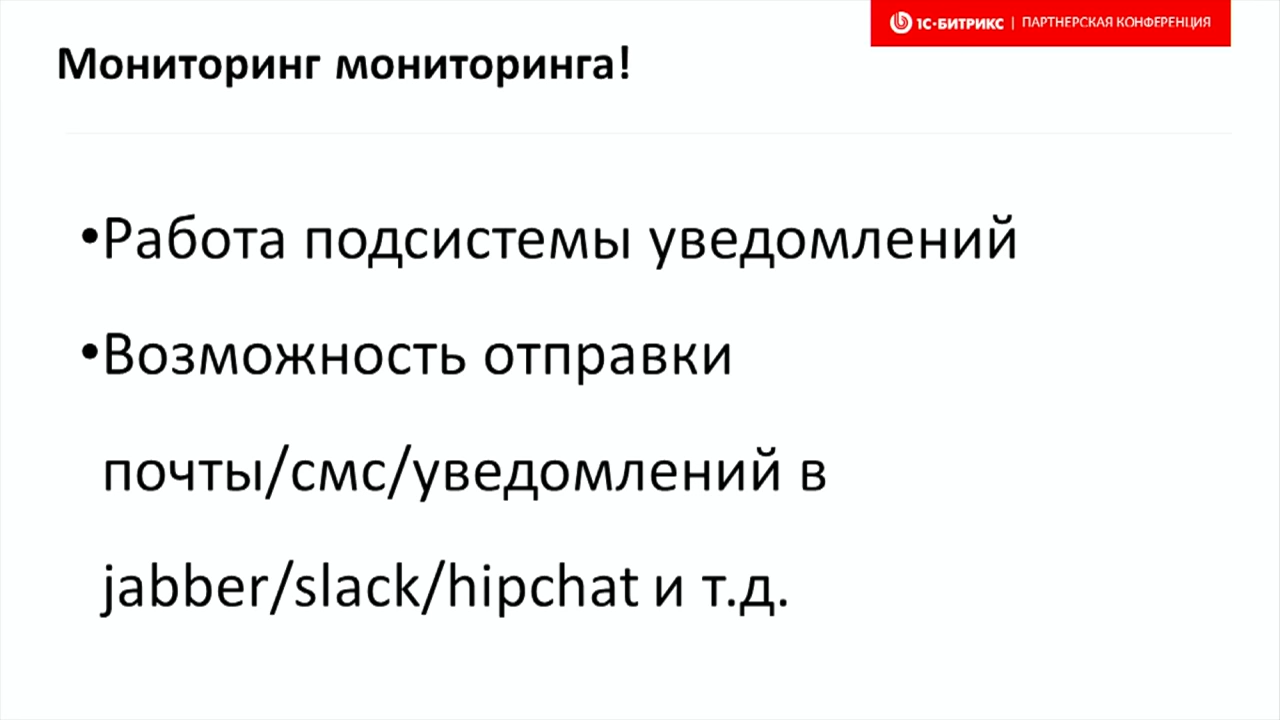 1С-БИТРИКС | ПАРТНЕРСКАЯ КОНФЕРЕНЦИЯ
Мониторинг мониторинга!
•Работа подсистемы уведомлений
•Возможность отправки
почты/смс/уведомлений в
jabber/slack/hipchat и т.д.